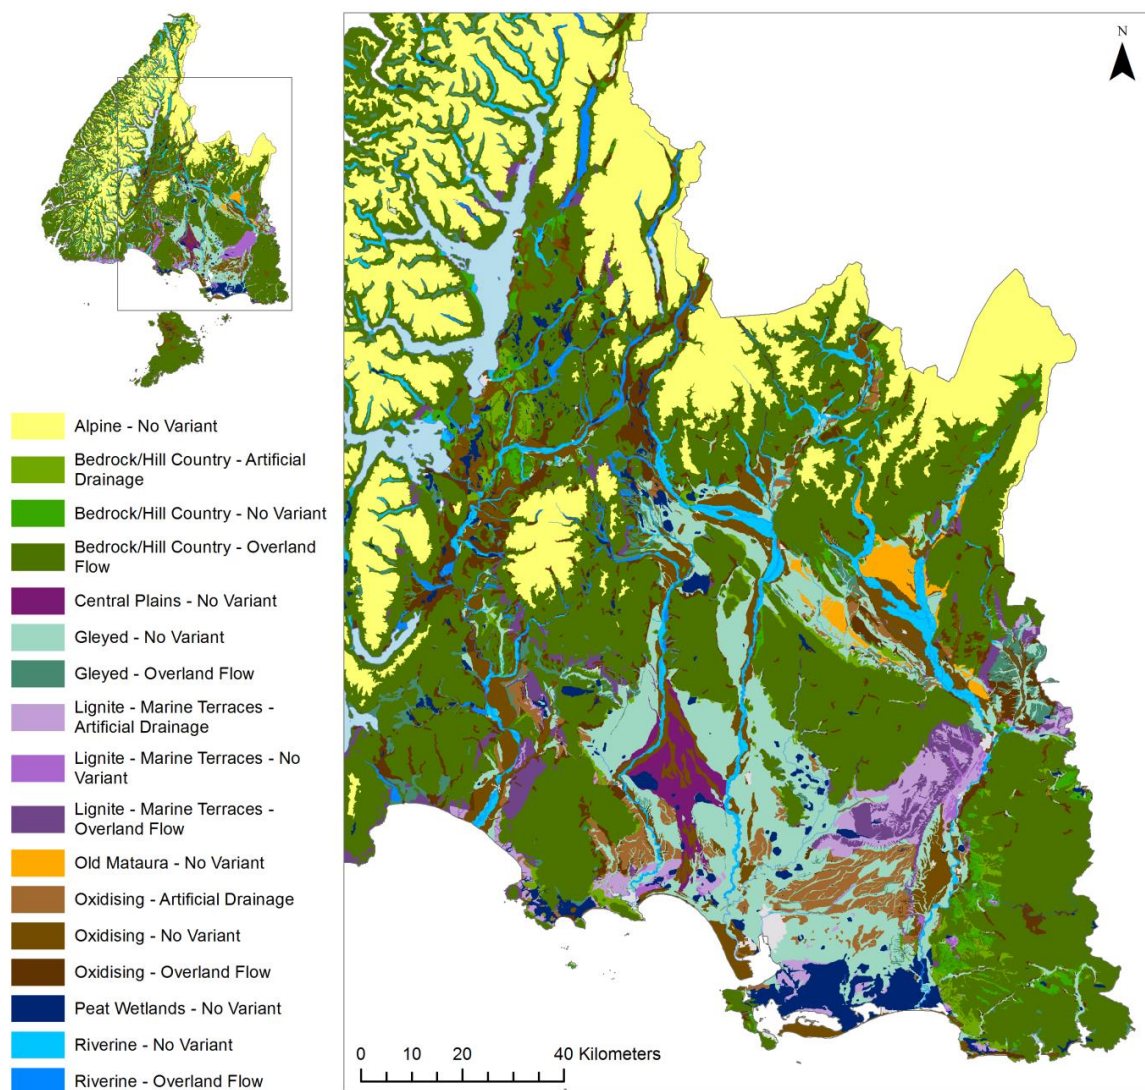 N
Alpine - No Variant
Bedrock/Hill Country - Artificial
Drainage
Bedrock/Hill Country - No Variant
Bedrock/Hill Country - Overland
Flow
Central Plains - No Variant
Gleyed - No Variant
Gleyed - Overland Flow
Lignite - Marine Terraces -
Artificial Drainage
Lignite - Marine Terraces - No
Variant
Lignite - Marine Terraces -
Overland Flow
Old Mataura - No Variant
Oxidising - Artificial Drainage
Oxidising - No Variant
Oxidising - Overland Flow
Peat Wetlands - No Variant
Riverine - No Variant
Riverine - Overland Flow
0 10 20 40 Kilometers